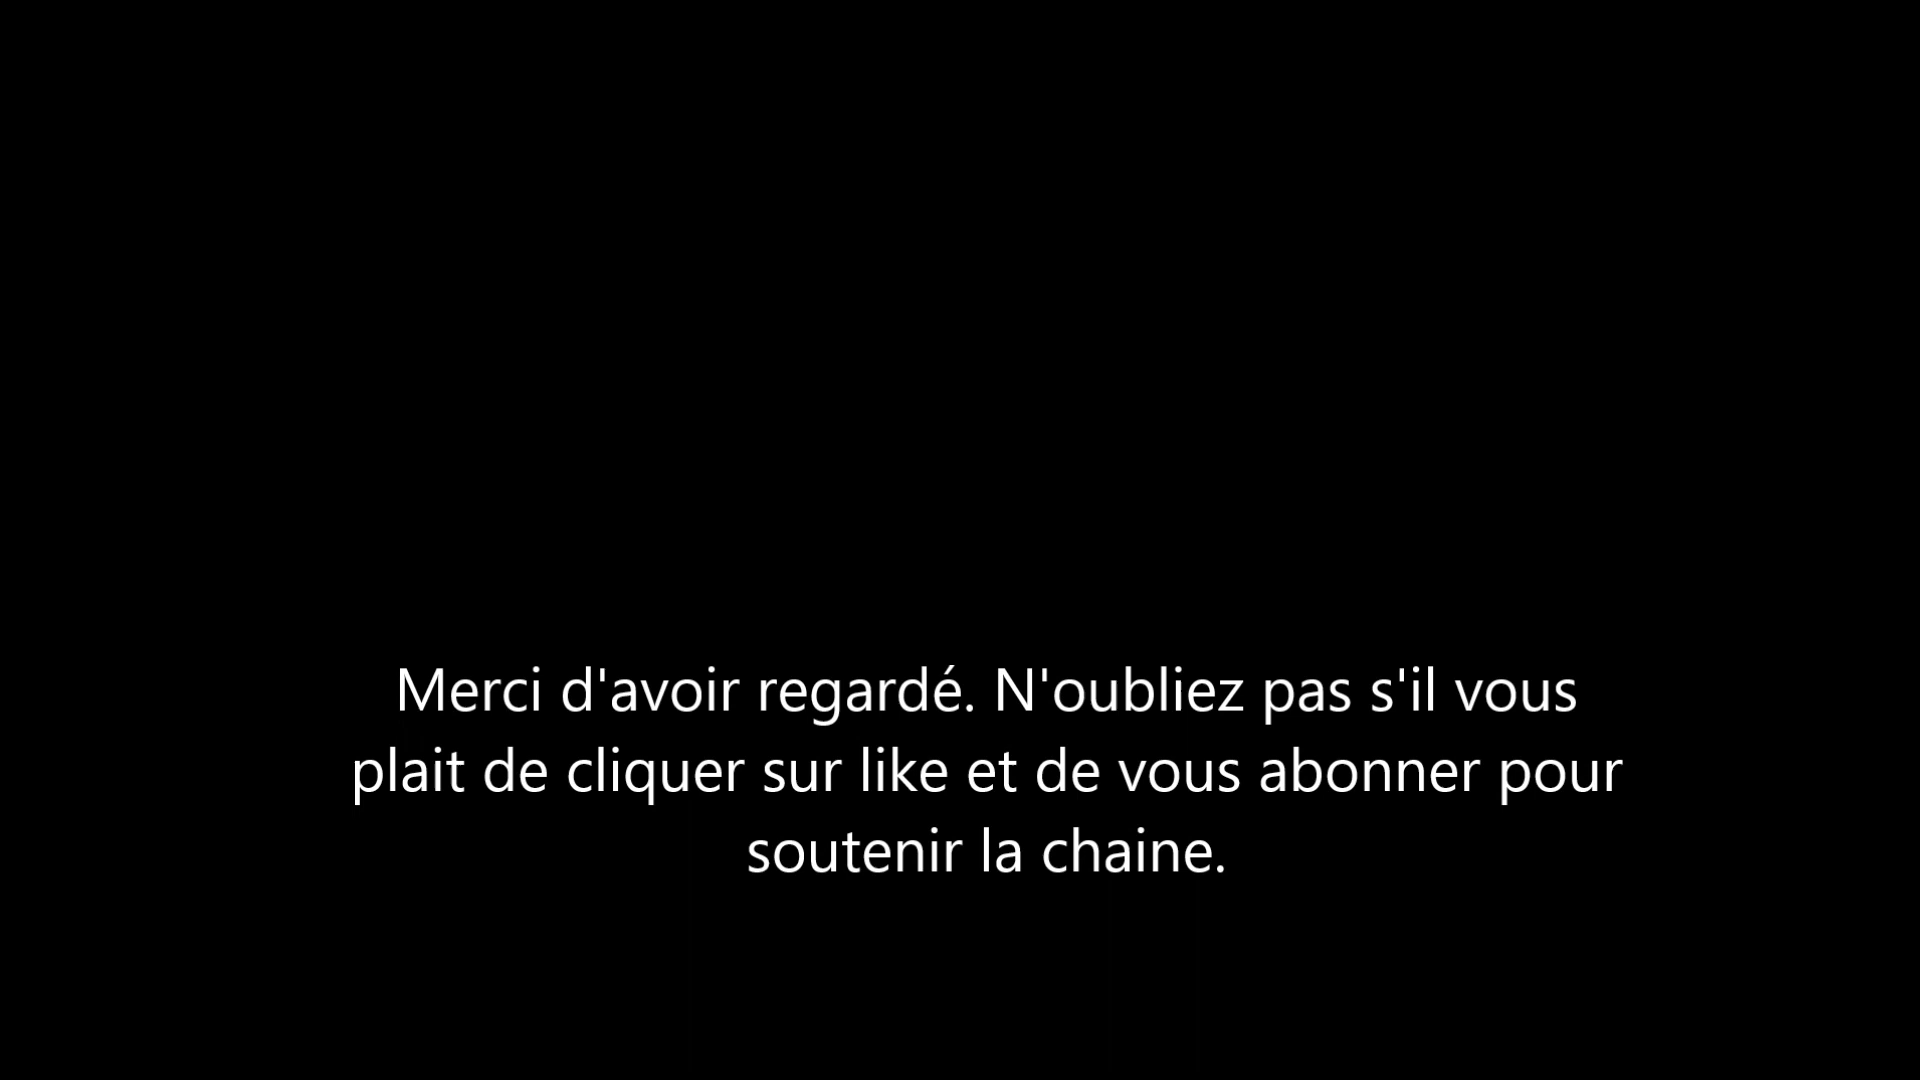 Merci d'avoir regardé. N'oubliez pas s'il vous
plait de cliquer sur like et de vous abonner pour
soutenir la chaine.